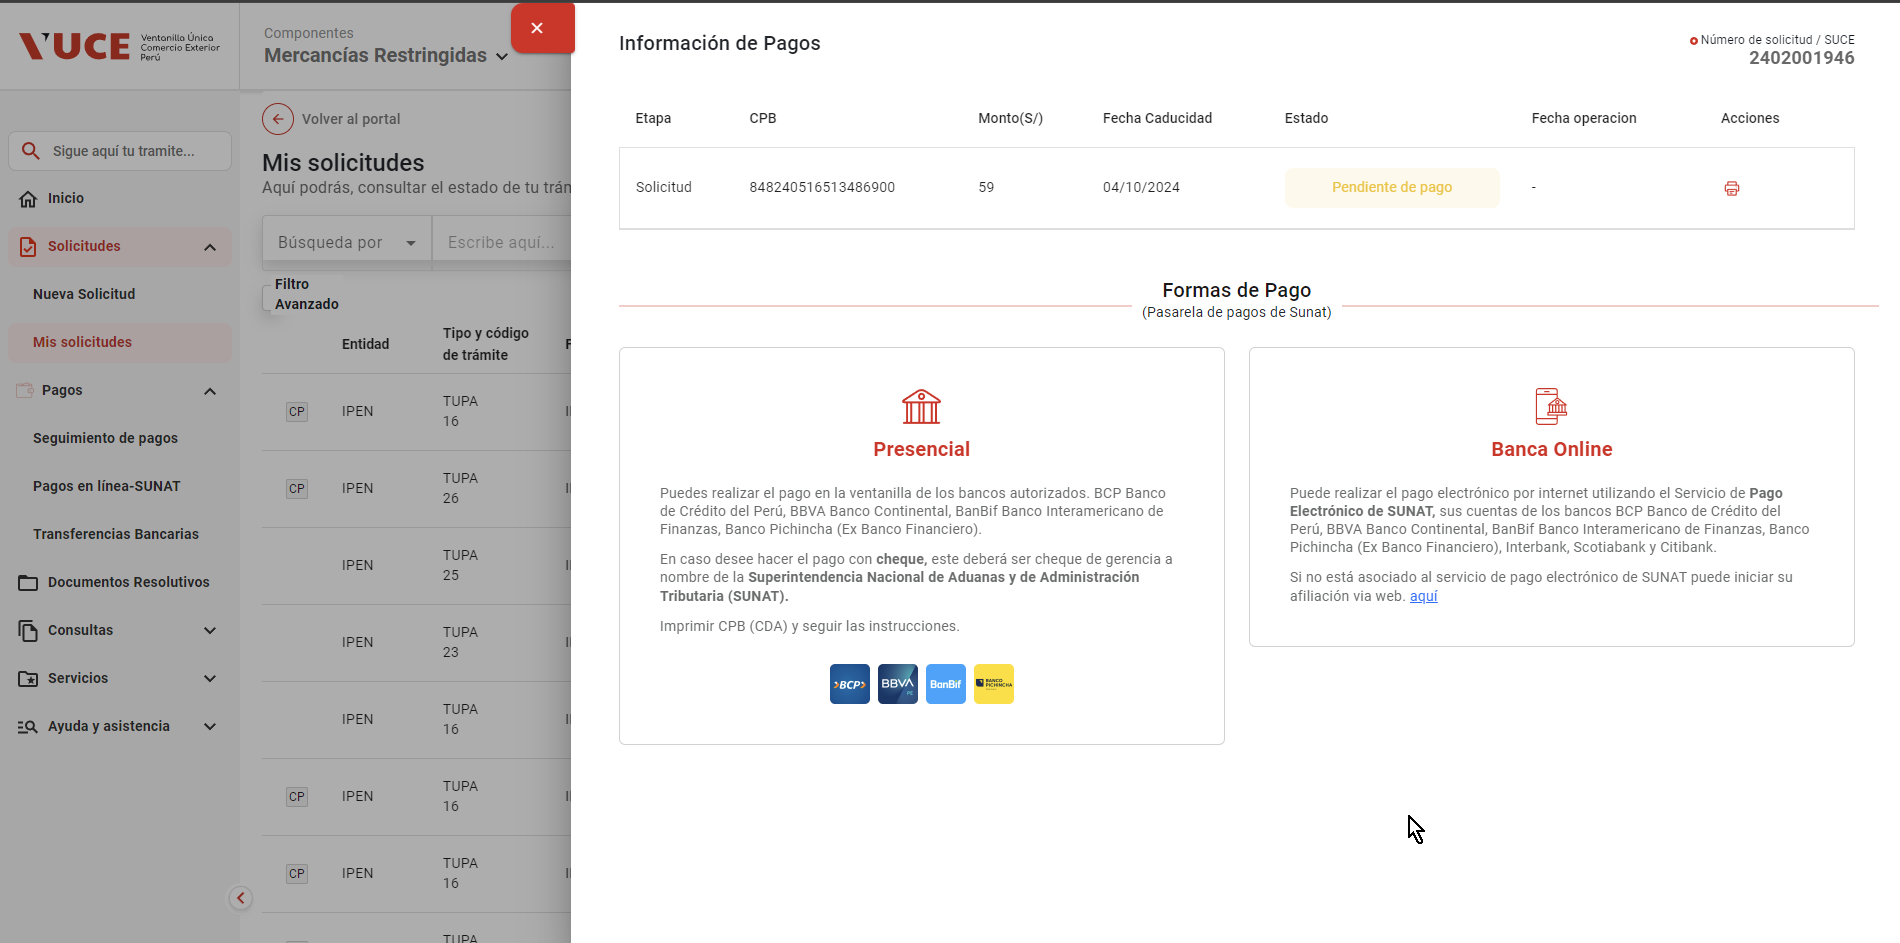 VUCE
Ventanilla Única
Comercio Exterior
Perú
Componentes
Mercancías Restringidas
Sigue aquí tu tramite...
Inicio
Solicitudes
Nueva Solicitud
Mis solicitudes
Pagos
Seguimiento de pagos
Pagos en línea-SUNAT
Transferencias Bancarias
Documentos Resolutivos
Consultas
Servicios
Ayuda y asistencia
Volver al portal
Mis solicitudes
Aquí podrás, consultar el estado de tu trán
Búsqueda por
Escribe aquí...
Filtro
Avanzado
Entidad
Tipo y código
de trámite
F
CP IPEN TUPA
16
CP IPEN TUPA
26
IPEN TUPA
25
IPEN TUPA
23
IPEN TUPA
16
CP IPEN TUPA
16
CP IPEN TUPA
16
TUPA
Información de Pagos
Número de solicitud / SUCE
2402001946
Etapa CPB Monto(S/) Fecha Caducidad Estado Fecha operacion Acciones
Solicitud 848240516513486900 59 04/10/2024 Pendiente de pago -
Formas de Pago
(Pasarela de pagos de Sunat)
Presencial
Puedes realizar el pago en la ventanilla de los bancos autorizados. BCP Banco
de Crédito del Perú, BBVA Banco Continental, BanBif Banco Interamericano de
Finanzas, Banco Pichincha (Ex Banco Financiero).
En caso desee hacer el pago con cheque, este deberá ser cheque de gerencia a
nombre de la Superintendencia Nacional de Aduanas y de Administración
Tributaria (SUNAT).
Imprimir CPB (CDA) y seguir las instrucciones.
BCP BBVA BanBif BANCO
PICHINCHA
Banca Online
Puede realizar el pago electrónico por internet utilizando el Servicio de Pago
Electrónico de SUNAT, sus cuentas de los bancos BCP Banco de Crédito del
Perú, BBVA Banco Continental, BanBif Banco Interamericano de Finanzas, Banco
Pichincha (Ex Banco Financiero), Interbank, Scotiabank y Citibank.
Si no está asociado al servicio de pago electrónico de SUNAT puede iniciar su
afiliación via web. aquí